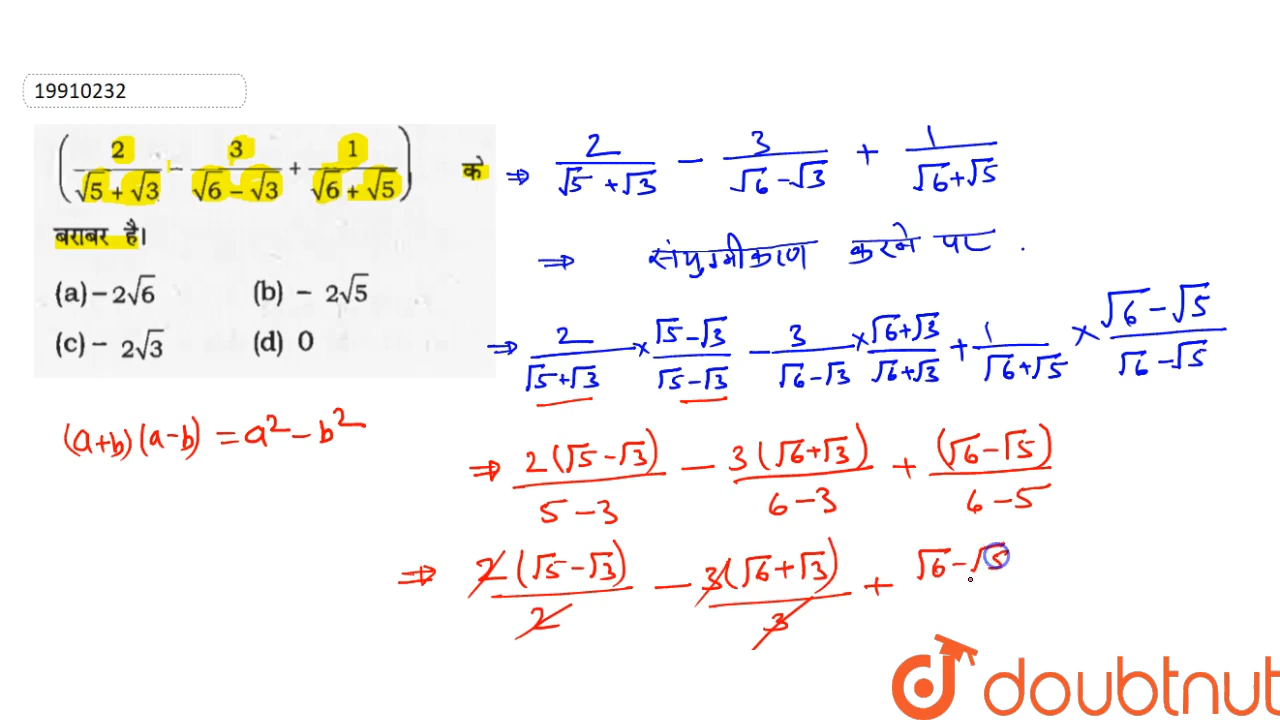 19910232
(2/(√5 + √3) - 3/(√6 - √3) + 1/(√6 + √5)) के
बराबर है।
(a) - 2√6 (b) - 2√5
(c) - 2√3 (d) 0
(a+b)(a-b) = a² - b²
⇒ 2/(√5 + √3) - 3/(√6 - √3) + 1/(√6 + √5)
⇒ संयुग्मीकरण करने पर .
⇒ 2/(√5+√3) × (√5-√3)/(√5-√3) - 3/(√6-√3) × (√6+√3)/(√6+√3) + 1/(√6+√5) × (√6-√5)/(√6-√5)
⇒ 2(√5-√3)/(5-3) - 3(√6+√3)/(6-3) + (√6-√5)/(6-5)
⇒ 2(√5-√3)/2 - 3(√6+√3)/3 + √6-√5
doubtnut